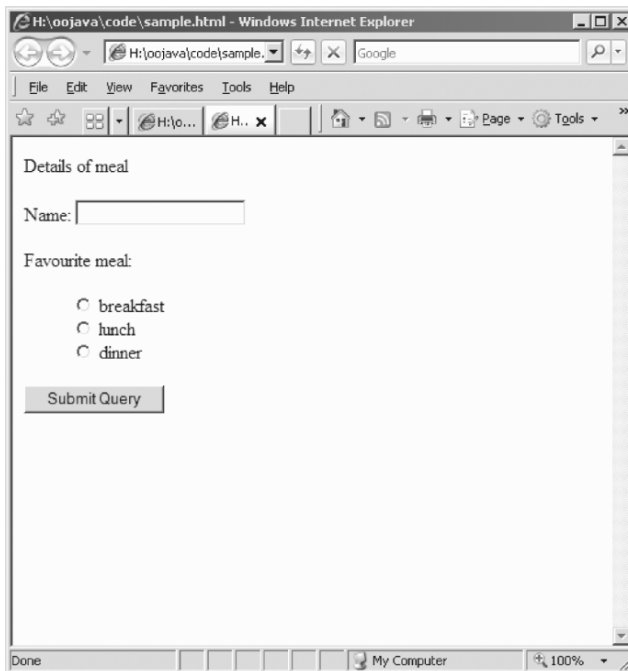 H:\oojava\code\sample.html - Windows Internet Explorer
H:\oojava\code\sample.
Google
File Edit View Favorites Tools Help
H:\o... H.. Page Tools »
Details of meal
Name:
Favourite meal:
breakfast
lunch
dinner
Submit Query
Done My Computer 100%